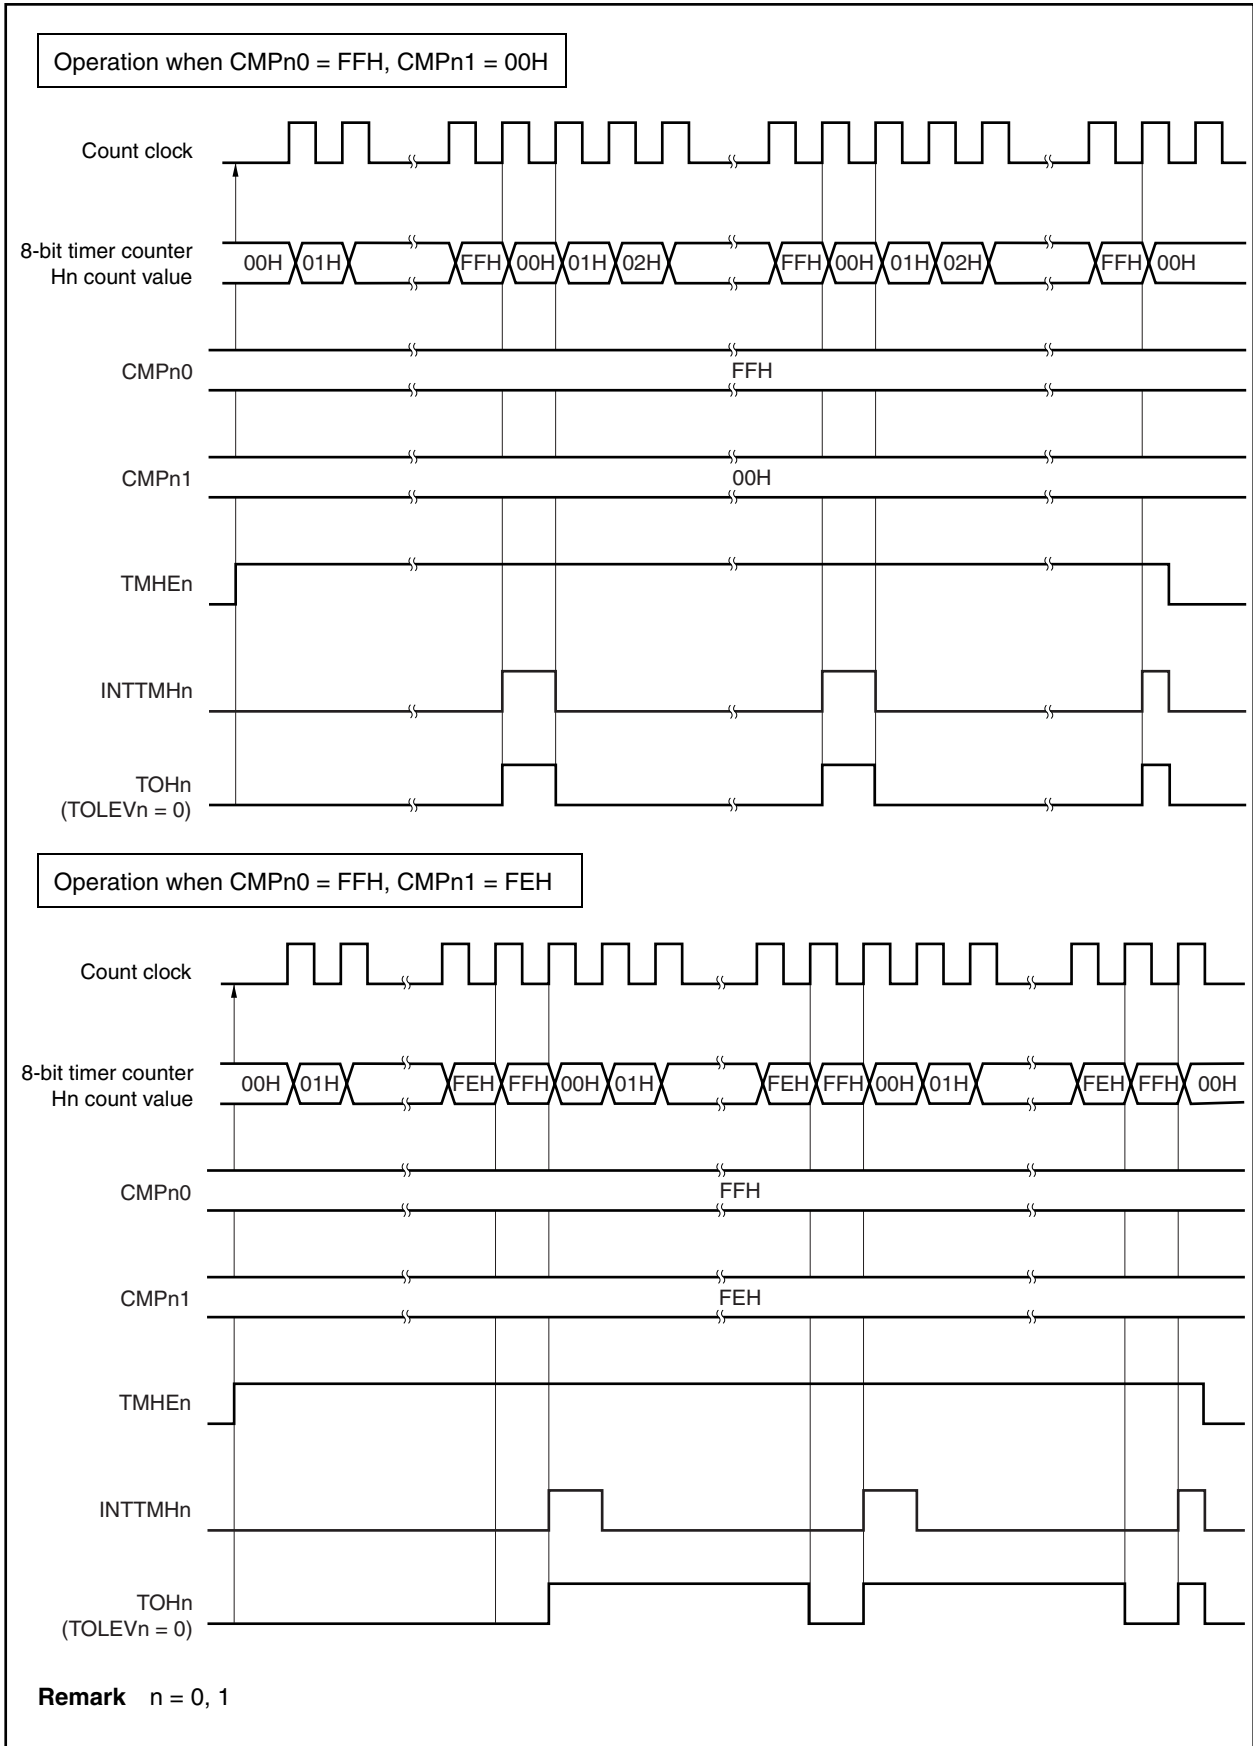 Operation when CMPn0 = FFH, CMPn1 = 00H
Count clock
8-bit timer counter
Hn count value
00H 01H FFH 00H 01H 02H FFH 00H 01H 02H FFH 00H
CMPn0
FFH
CMPn1
00H
TMHEn
INTTMHn
TOHn
(TOLEVn = 0)
Operation when CMPn0 = FFH, CMPn1 = FEH
Count clock
8-bit timer counter
Hn count value
00H 01H FEH FFH 00H 01H FEH FFH 00H 01H FEH FFH 00H
CMPn0
FFH
CMPn1
FEH
TMHEn
INTTMHn
TOHn
(TOLEVn = 0)
Remark n = 0, 1